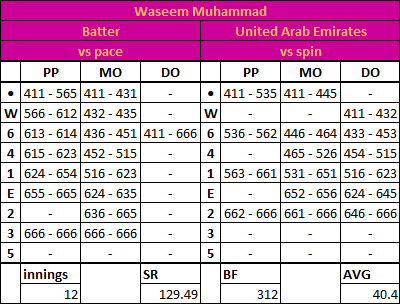 Waseem Muhammad
Batter United Arab Emirates
vs pace vs spin
PP MO DO PP MO DO
• 411 - 565 411 - 431 - • 411 - 535 411 - 445 -
W 566 - 612 432 - 435 - W - - 411 - 432
6 613 - 614 436 - 451 411 - 666 6 536 - 562 446 - 464 433 - 453
4 615 - 623 452 - 515 - 4 - 465 - 526 454 - 515
1 624 - 654 516 - 623 - 1 563 - 661 531 - 651 516 - 623
E 655 - 665 624 - 635 - E - 652 - 656 624 - 645
2 - 636 - 665 - 2 662 - 666 661 - 666 646 - 666
3 666 - 666 666 - 666 - 3 - - -
5 - - - 5 - - -
innings SR BF AVG
12 129.49 312 40.4